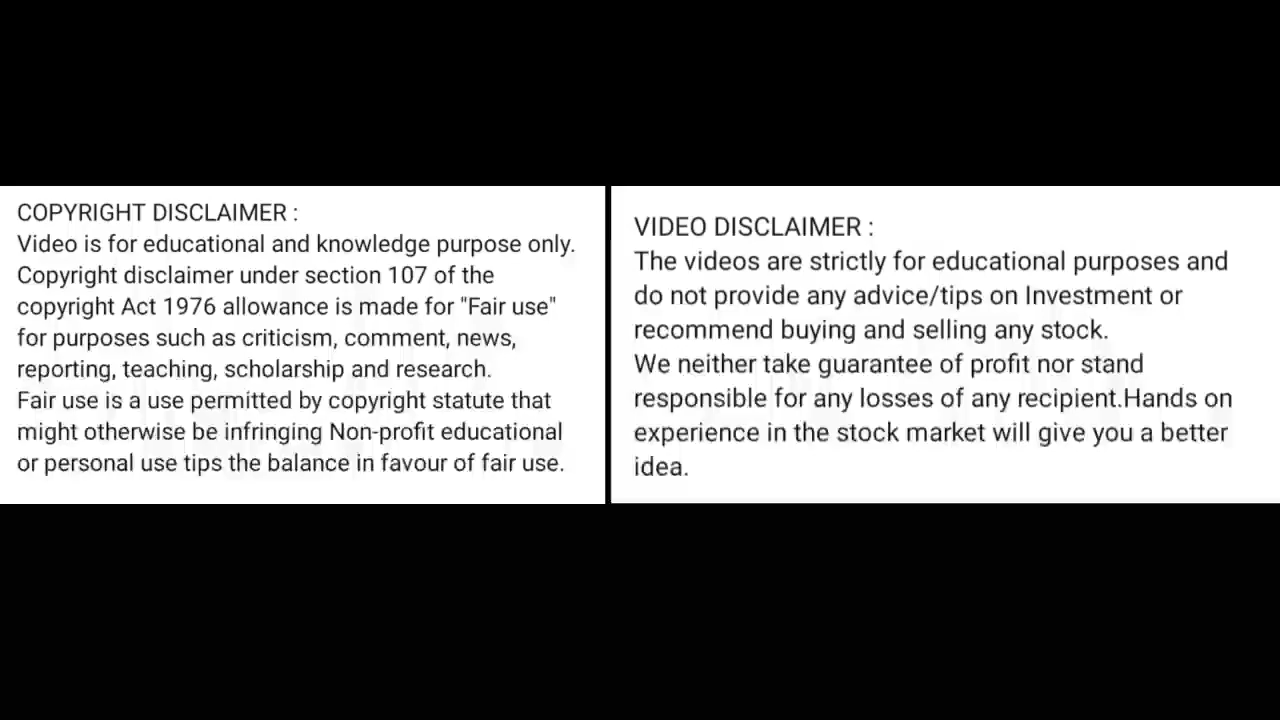 COPYRIGHT DISCLAIMER :
Video is for educational and knowledge purpose only.
Copyright disclaimer under section 107 of the
copyright Act 1976 allowance is made for "Fair use"
for purposes such as criticism, comment, news,
reporting, teaching, scholarship and research.
Fair use is a use permitted by copyright statute that
might otherwise be infringing Non-profit educational
or personal use tips the balance in favour of fair use.
VIDEO DISCLAIMER :
The videos are strictly for educational purposes and
do not provide any advice/tips on Investment or
recommend buying and selling any stock.
We neither take guarantee of profit nor stand
responsible for any losses of any recipient.Hands on
experience in the stock market will give you a better
idea.